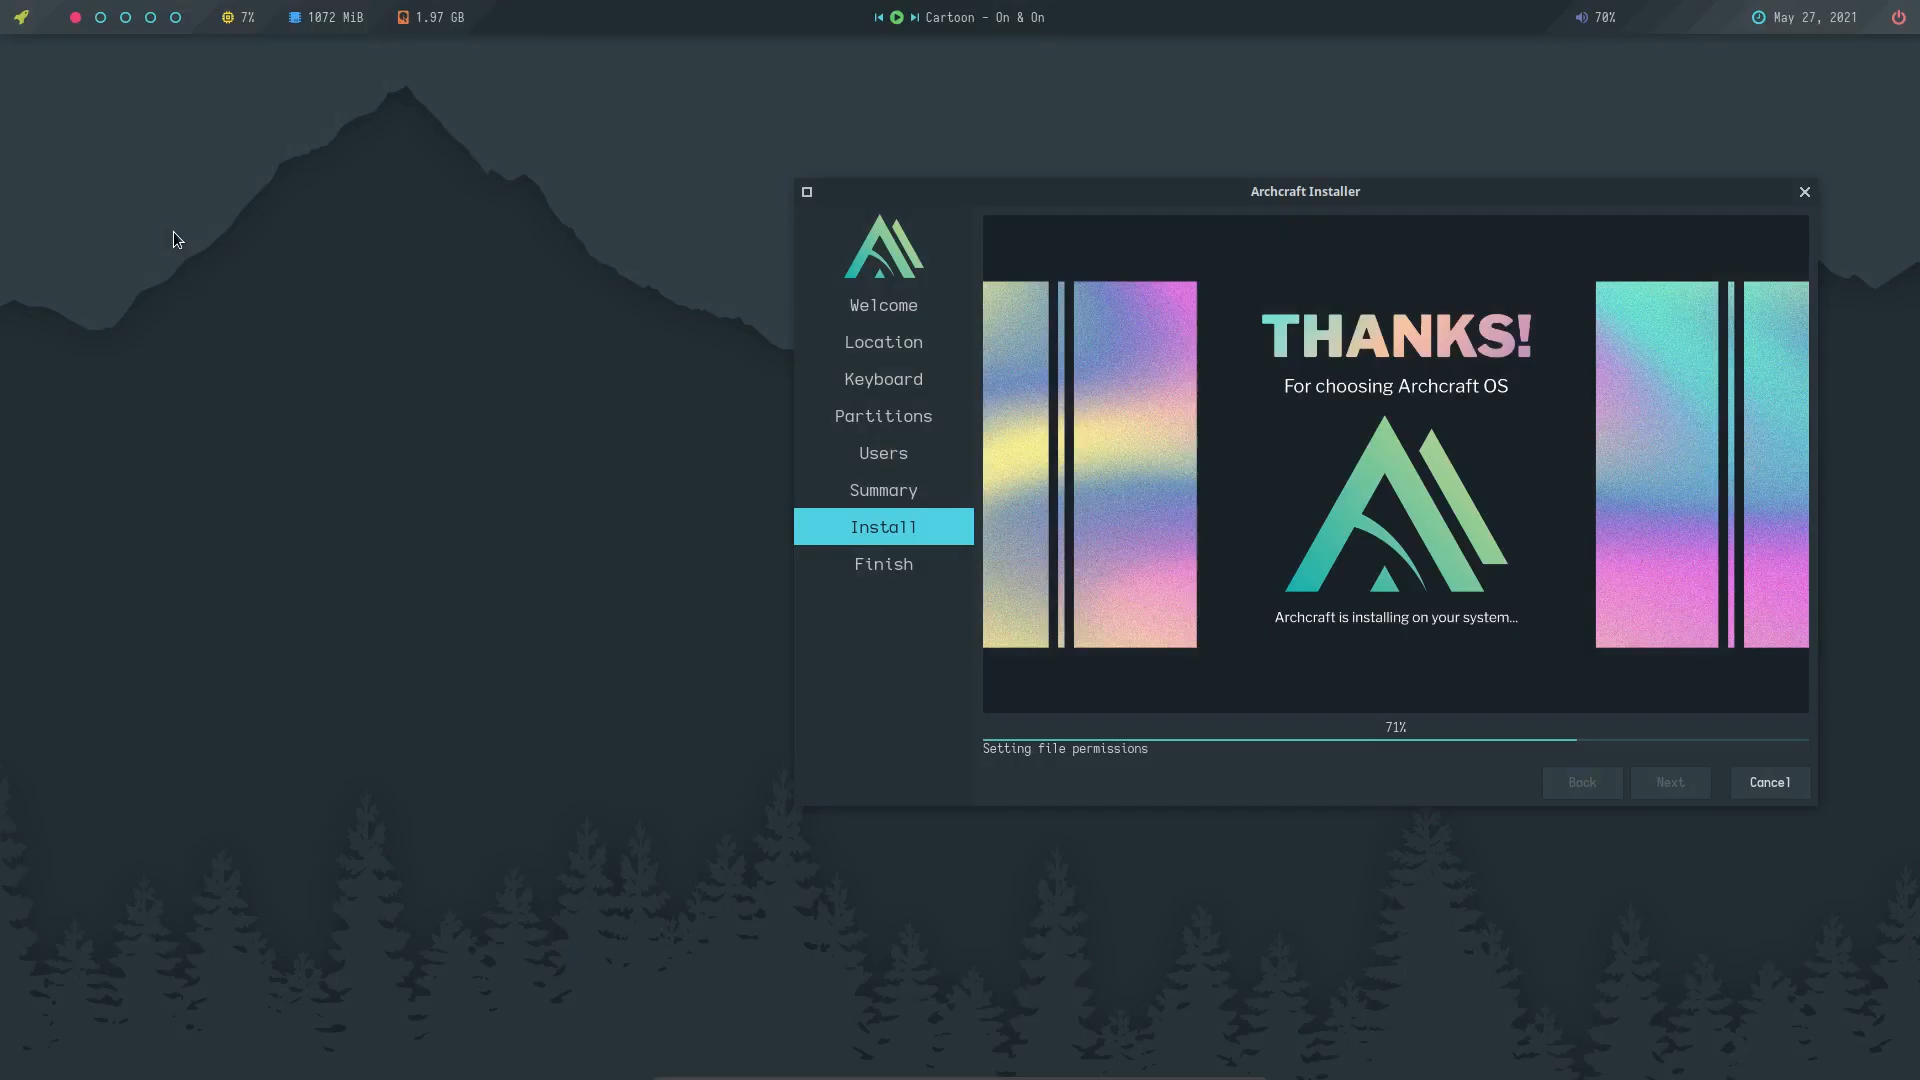 7%
1072 MiB
1.97 GB
Cartoon - On & On
70%
May 27, 2021
Archcraft Installer
Welcome
Location
Keyboard
Partitions
Users
Summary
Install
Finish
THANKS!
For choosing Archcraft OS
Archcraft is installing on your system...
71%
Setting file permissions
Back
Next
Cancel